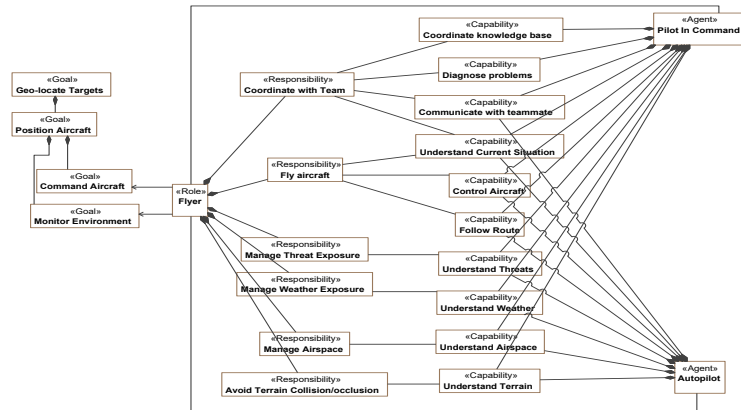 «Capability»
Coordinate knowledge base
«Agent»
Pilot In Command
«Capability»
Diagnose problems
«Goal»
Geo-locate Targets
«Responsibility»
Coordinate with Team
«Capability»
Communicate with teammate
«Goal»
Position Aircraft
«Capability»
Understand Current Situation
«Goal»
Command Aircraft
«Role»
Flyer
«Responsibility»
Fly aircraft
«Capability»
Control Aircraft
«Goal»
Monitor Environment
«Capability»
Follow Route
«Responsibility»
Manage Threat Exposure
«Capability»
Understand Threats
«Responsibility»
Manage Weather Exposure
«Capability»
Understand Weather
«Responsibility»
Manage Airspace
«Capability»
Understand Airspace
«Agent»
Autopilot
«Responsibility»
Avoid Terrain Collision/occlusion
«Capability»
Understand Terrain